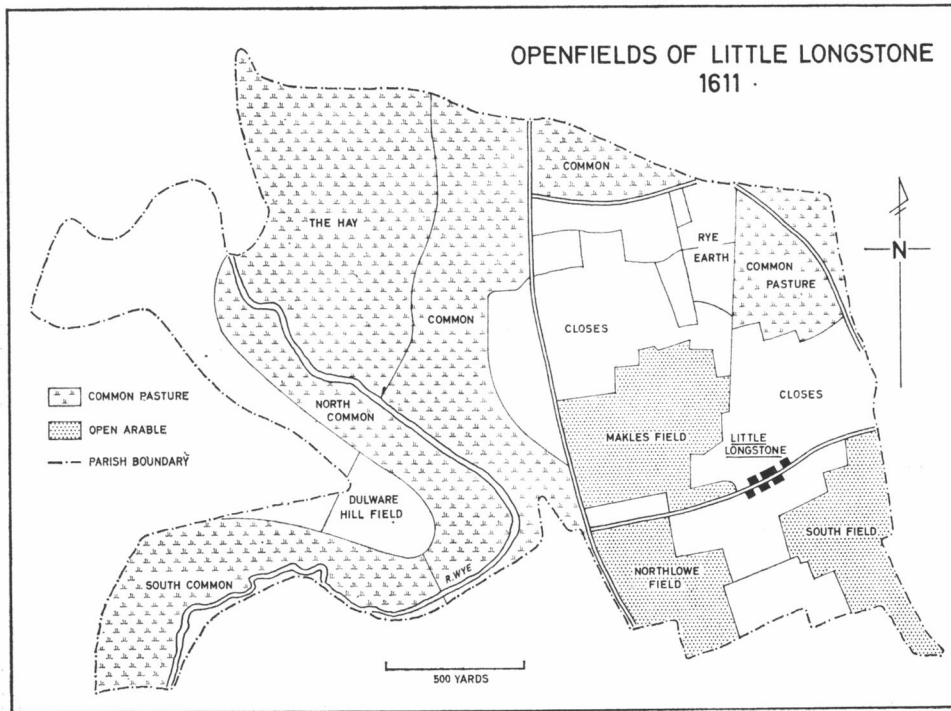 OPENFIELDS OF LITTLE LONGSTONE
1611
COMMON
THE HAY
RYE
EARTH
N
COMMON
PASTURE
COMMON
CLOSES
COMMON PASTURE
OPEN ARABLE
PARISH BOUNDARY
NORTH
COMMON
CLOSES
MAKLES FIELD
LITTLE
LONGSTONE
DULWARE
HILL FIELD
SOUTH FIELD
NORTHLOWE
FIELD
SOUTH COMMON
R. WYE
500 YARDS